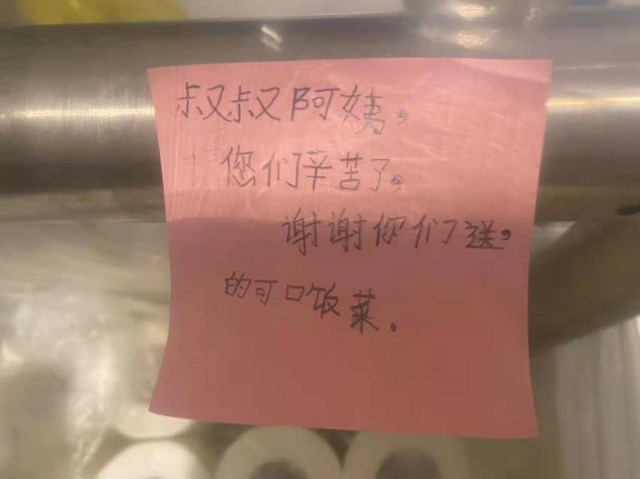 叔叔阿姨，
您们辛苦了。
谢谢你们送，
的可口饭菜。